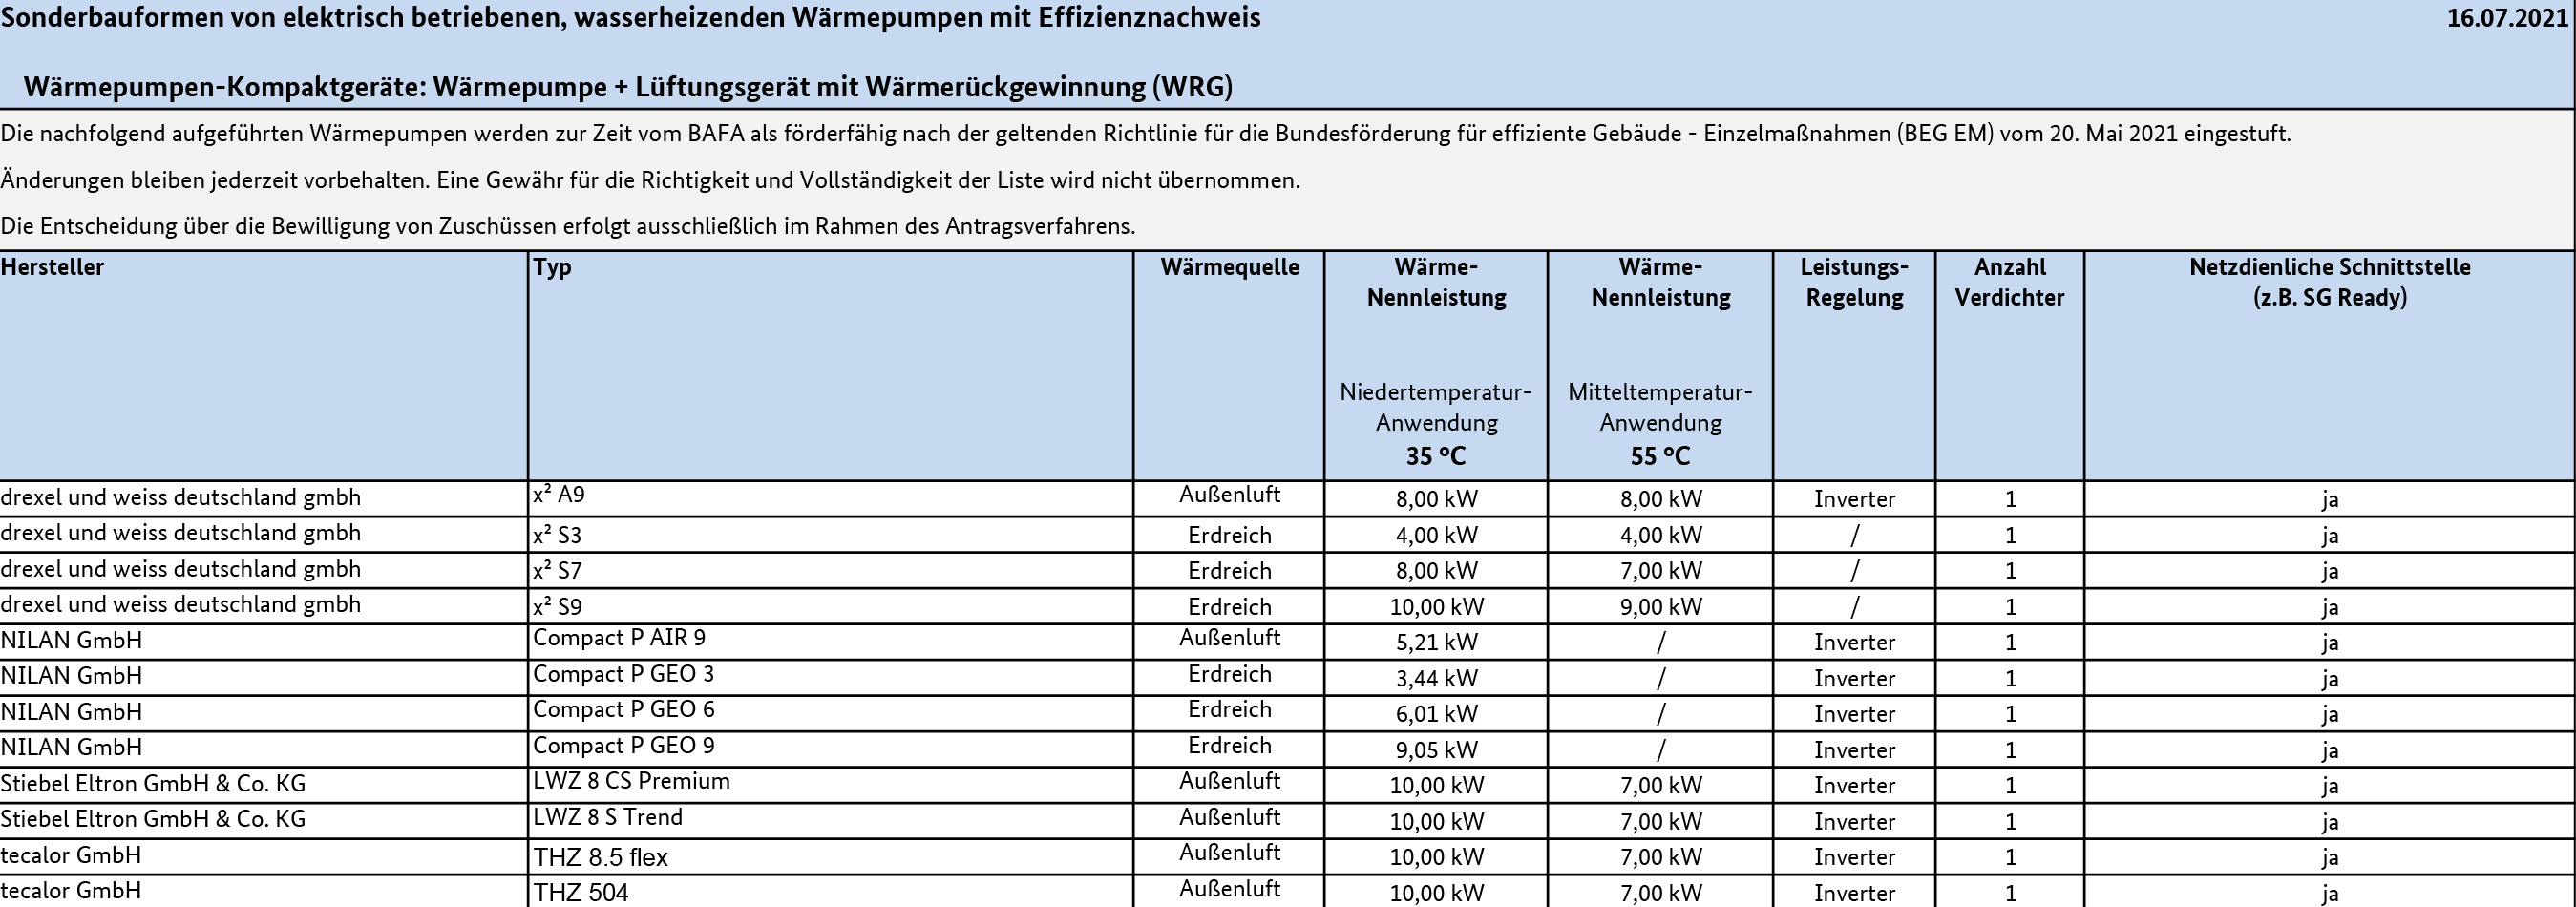 Sonderbauformen von elektrisch betriebenen, wasserheizenden Wärmepumpen mit Effizienznachweis 16.07.2021
Wärmepumpen-Kompaktgeräte: Wärmepumpe + Lüftungsgerät mit Wärmerückgewinnung (WRG)
Die nachfolgend aufgeführten Wärmepumpen werden zur Zeit vom BAFA als förderfähig nach der geltenden Richtlinie für die Bundesförderung für effiziente Gebäude - Einzelmaßnahmen (BEG EM) vom 20. Mai 2021 eingestuft.
Änderungen bleiben jederzeit vorbehalten. Eine Gewähr für die Richtigkeit und Vollständigkeit der Liste wird nicht übernommen.
Die Entscheidung über die Bewilligung von Zuschüssen erfolgt ausschließlich im Rahmen des Antragsverfahrens.
Hersteller Typ Wärmequelle Wärme- Wärme- Leistungs- Anzahl Netzdienliche Schnittstelle
Nennleistung Nennleistung Regelung Verdichter (z.B. SG Ready)
Niedertemperatur- Mitteltemperatur-
Anwendung Anwendung
35 °C 55 °C
drexel und weiss deutschland gmbh x² A9 Außenluft 8,00 kW 8,00 kW Inverter 1 ja
drexel und weiss deutschland gmbh x² S3 Erdreich 4,00 kW 4,00 kW / 1 ja
drexel und weiss deutschland gmbh x² S7 Erdreich 8,00 kW 7,00 kW / 1 ja
drexel und weiss deutschland gmbh x² S9 Erdreich 10,00 kW 9,00 kW / 1 ja
NILAN GmbH Compact P AIR 9 Außenluft 5,21 kW / Inverter 1 ja
NILAN GmbH Compact P GEO 3 Erdreich 3,44 kW / Inverter 1 ja
NILAN GmbH Compact P GEO 6 Erdreich 6,01 kW / Inverter 1 ja
NILAN GmbH Compact P GEO 9 Erdreich 9,05 kW / Inverter 1 ja
Stiebel Eltron GmbH & Co. KG LWZ 8 CS Premium Außenluft 10,00 kW 7,00 kW Inverter 1 ja
Stiebel Eltron GmbH & Co. KG LWZ 8 S Trend Außenluft 10,00 kW 7,00 kW Inverter 1 ja
tecalor GmbH THZ 8.5 flex Außenluft 10,00 kW 7,00 kW Inverter 1 ja
tecalor GmbH THZ 504 Außenluft 10,00 kW 7,00 kW Inverter 1 ja